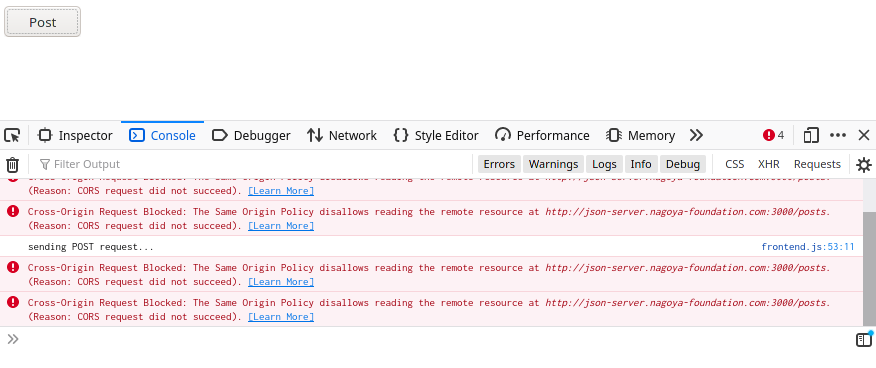 Post
Inspector Console Debugger Network Style Editor Performance Memory 4
Filter Output Errors Warnings Logs Info Debug CSS XHR Requests
(Reason: CORS request did not succeed). [Learn More]
Cross-Origin Request Blocked: The Same Origin Policy disallows reading the remote resource at http://json-server.nagoya-foundation.com:3000/posts.
(Reason: CORS request did not succeed). [Learn More]
sending POST request... frontend.js:53:11
Cross-Origin Request Blocked: The Same Origin Policy disallows reading the remote resource at http://json-server.nagoya-foundation.com:3000/posts.
(Reason: CORS request did not succeed). [Learn More]
Cross-Origin Request Blocked: The Same Origin Policy disallows reading the remote resource at http://json-server.nagoya-foundation.com:3000/posts.
(Reason: CORS request did not succeed). [Learn More]